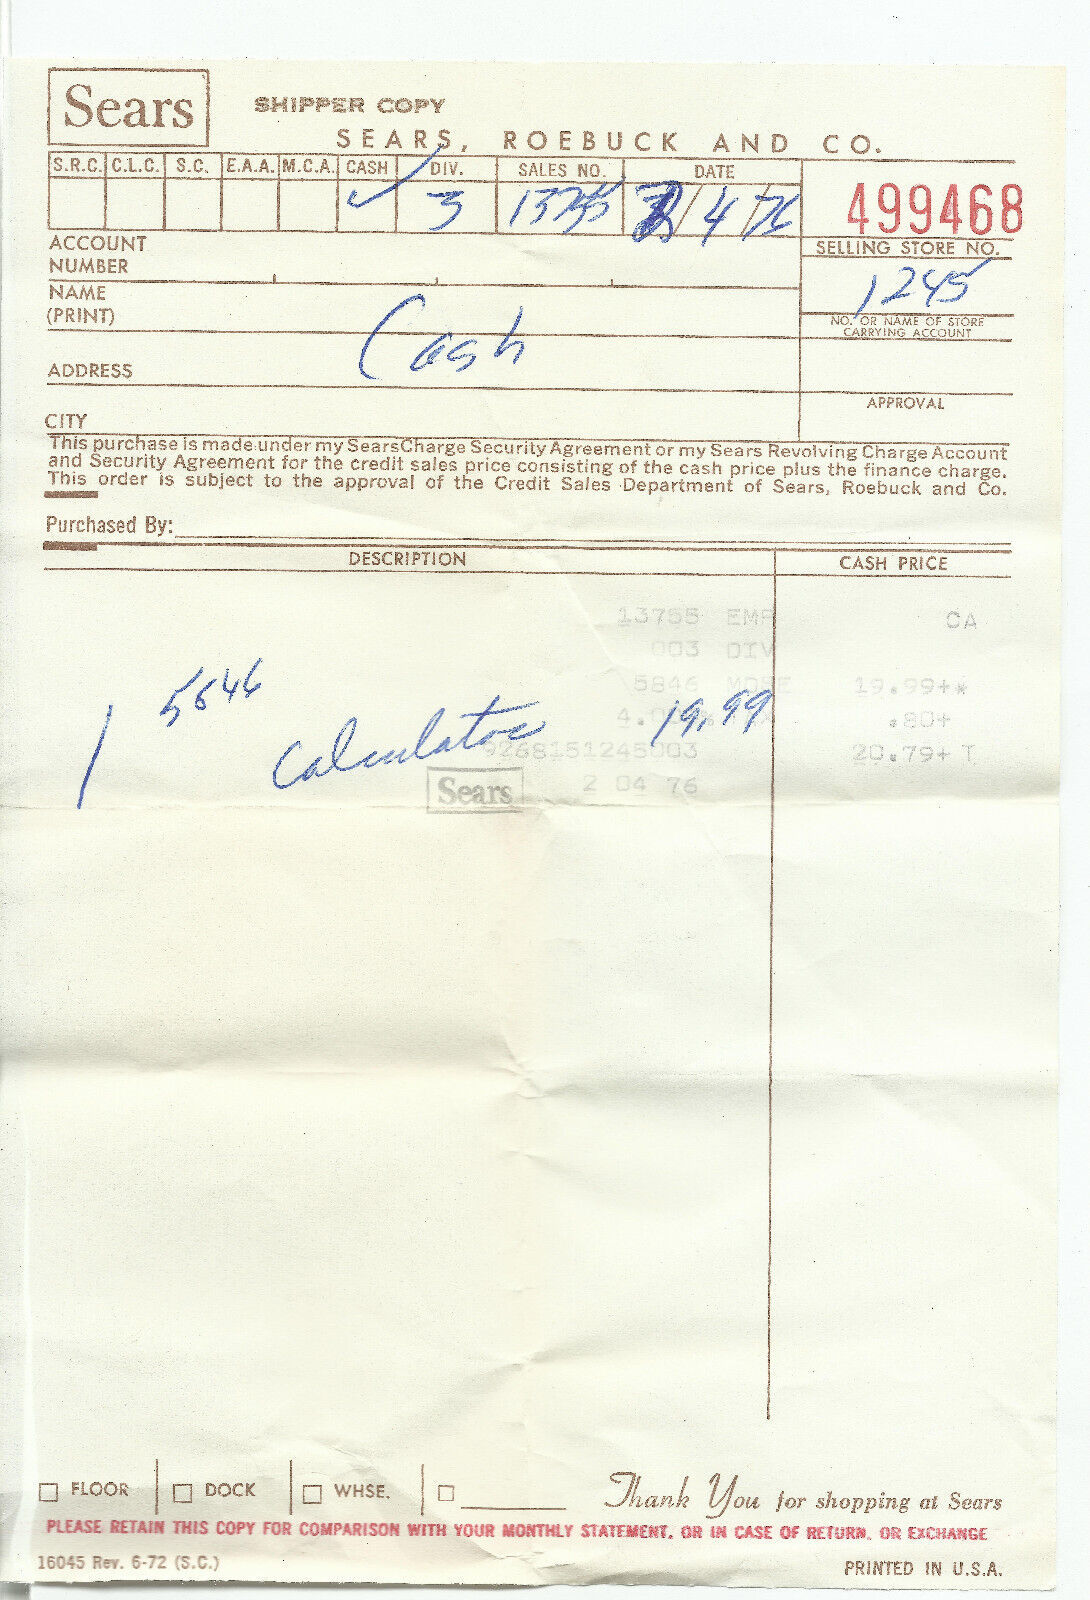 Sears
SHIPPER COPY
SEARS, ROEBUCK AND CO.
S.R.C. C.L.C. S.C. E.A.A. M.C.A. CASH DIV. SALES NO. DATE
✓ 3 4 76
499468
ACCOUNT NUMBER
SELLING STORE NO.
1245
NAME (PRINT)
Cash
NO. OR NAME OF STORE CARRYING ACCOUNT
ADDRESS
APPROVAL
CITY
This purchase is made under my SearsCharge Security Agreement or my Sears Revolving Charge Account
and Security Agreement for the credit sales price consisting of the cash price plus the finance charge.
This order is subject to the approval of the Credit Sales Department of Sears, Roebuck and Co.
Purchased By:
DESCRIPTION CASH PRICE
13755 EMP CA
003 DIV
5846 MDSE 19.99+*
.80+
9268151245003 20.79+ T
Sears 2 04 76
1 5846 Calculator 19.99
FLOOR DOCK WHSE.
Thank You for shopping at Sears
PLEASE RETAIN THIS COPY FOR COMPARISON WITH YOUR MONTHLY STATEMENT, OR IN CASE OF RETURN, OR EXCHANGE
16045 Rev. 6-72 (S.C.)
PRINTED IN U.S.A.